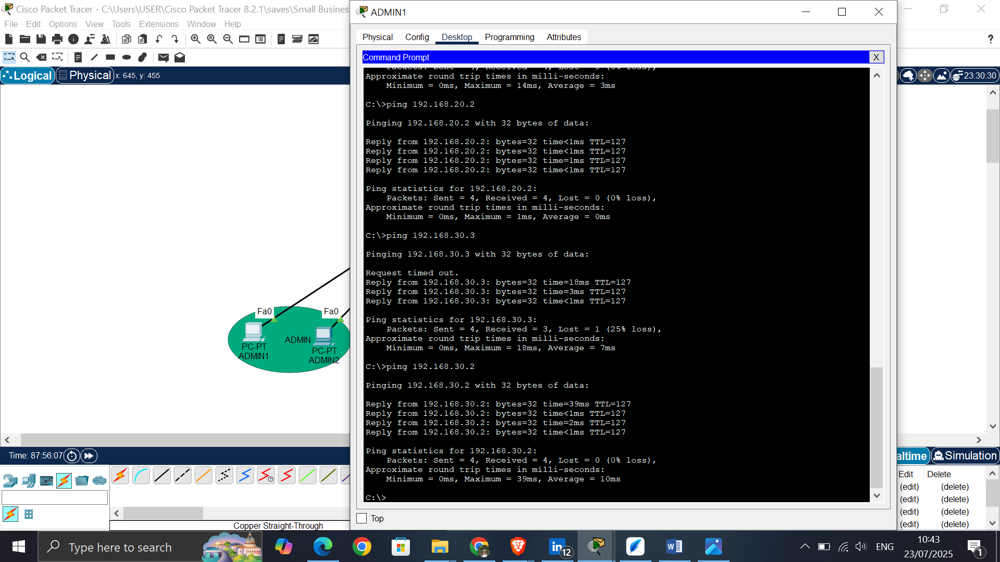 Cisco Packet Tracer - C:\Users\USER\Cisco Packet Tracer 8.2.1\saves\Small Business
File Edit Options View Tools Extensions Window Help
?
Logical Physical x: 645, y: 455
23:30:30
ADMIN1
Physical Config Desktop Programming Attributes
Command Prompt
X
Packets: Sent = 4, Received = 4, Lost = 0 (0% loss),
Approximate round trip times in milli-seconds:
Minimum = 0ms, Maximum = 14ms, Average = 3ms
C:\>ping 192.168.20.2
Pinging 192.168.20.2 with 32 bytes of data:
Reply from 192.168.20.2: bytes=32 time<1ms TTL=127
Reply from 192.168.20.2: bytes=32 time<1ms TTL=127
Reply from 192.168.20.2: bytes=32 time=1ms TTL=127
Reply from 192.168.20.2: bytes=32 time<1ms TTL=127
Ping statistics for 192.168.20.2:
Packets: Sent = 4, Received = 4, Lost = 0 (0% loss),
Approximate round trip times in milli-seconds:
Minimum = 0ms, Maximum = 1ms, Average = 0ms
C:\>ping 192.168.30.3
Pinging 192.168.30.3 with 32 bytes of data:
Request timed out.
Reply from 192.168.30.3: bytes=32 time=18ms TTL=127
Reply from 192.168.30.3: bytes=32 time=3ms TTL=127
Reply from 192.168.30.3: bytes=32 time<1ms TTL=127
Ping statistics for 192.168.30.3:
Packets: Sent = 4, Received = 3, Lost = 1 (25% loss),
Approximate round trip times in milli-seconds:
Minimum = 0ms, Maximum = 18ms, Average = 7ms
C:\>ping 192.168.30.2
Pinging 192.168.30.2 with 32 bytes of data:
Reply from 192.168.30.2: bytes=32 time=39ms TTL=127
Reply from 192.168.30.2: bytes=32 time<1ms TTL=127
Reply from 192.168.30.2: bytes=32 time=2ms TTL=127
Reply from 192.168.30.2: bytes=32 time<1ms TTL=127
Ping statistics for 192.168.30.2:
Packets: Sent = 4, Received = 4, Lost = 0 (0% loss),
Approximate round trip times in milli-seconds:
Minimum = 0ms, Maximum = 39ms, Average = 10ms
C:\>
Top
Fa0 Fa0
ADMIN
PC-PT
ADMIN1
PC-PT
ADMIN2
Time: 87:56:07
altime Simulation
Edit Delete
(edit) (delete)
(edit) (delete)
(edit) (delete)
(edit) (delete)
Copper Straight-Through
Type here to search
in 12
W
ENG
10:43
23/07/2025
1